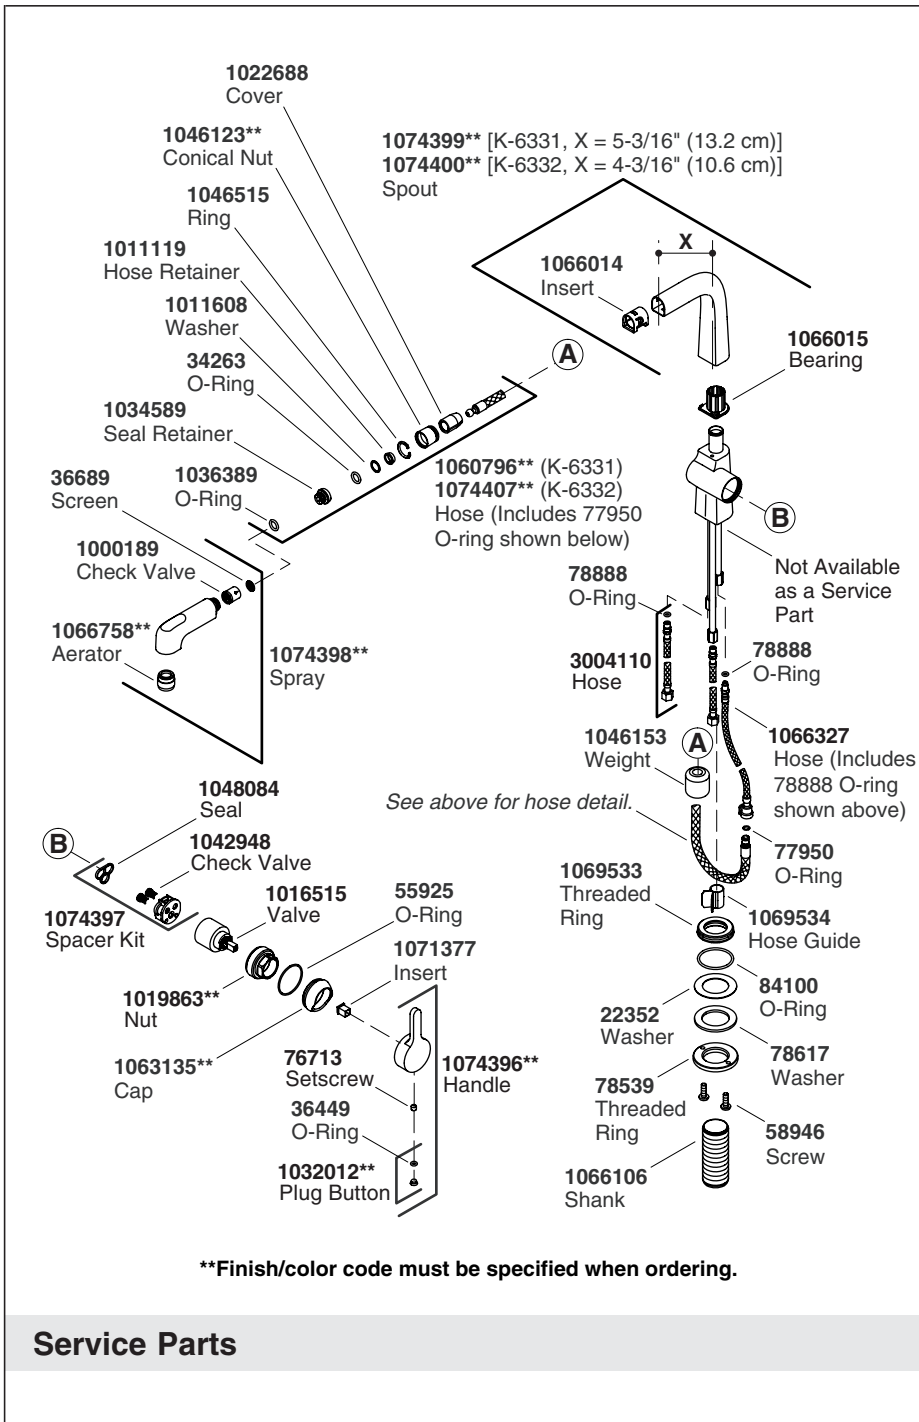 1022688
Cover
1046123**
Conical Nut
1046515
Ring
1011119
Hose Retainer
1011608
Washer
34263
O-Ring
1034589
Seal Retainer
1036389
O-Ring
36689
Screen
1000189
Check Valve
1066758**
Aerator
1074398**
Spray
A
1060796** (K-6331)
1074407** (K-6332)
Hose (Includes 77950
O-ring shown below)
1074399** [K-6331, X = 5-3/16" (13.2 cm)]
1074400** [K-6332, X = 4-3/16" (10.6 cm)]
Spout
X
1066014
Insert
1066015
Bearing
B
Not Available
as a Service
Part
78888
O-Ring
3004110
Hose
78888
O-Ring
1046153
Weight
A
1066327
Hose (Includes
78888 O-ring
shown above)
See above for hose detail.
77950
O-Ring
1069533
Threaded
Ring
1069534
Hose Guide
84100
O-Ring
22352
Washer
78617
Washer
78539
Threaded
Ring
58946
Screw
1066106
Shank
B
1048084
Seal
1042948
Check Valve
1074397
Spacer Kit
1016515
Valve
55925
O-Ring
1071377
Insert
1019863**
Nut
1063135**
Cap
76713
Setscrew
1074396**
Handle
36449
O-Ring
1032012**
Plug Button
**Finish/color code must be specified when ordering.
Service Parts